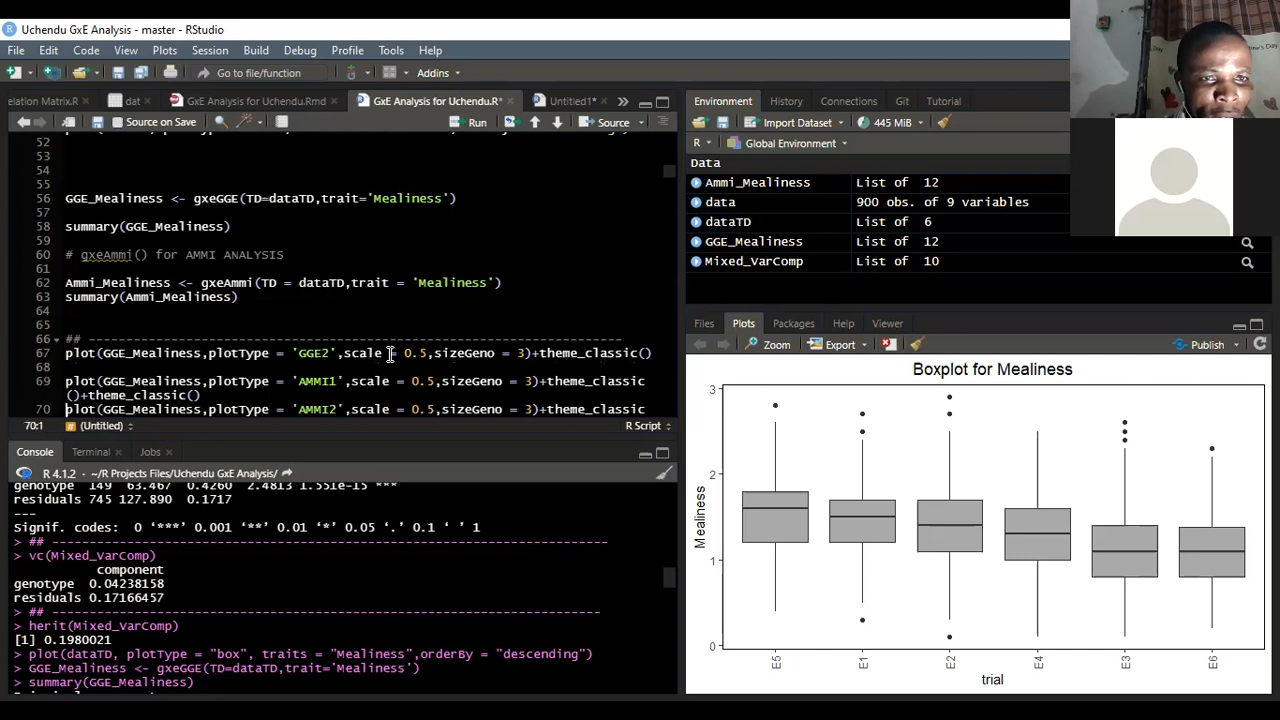 Uchendu GxE Analysis - master - RStudio
File Edit Code View Plots Session Build Debug Profile Tools Help
Go to file/function Addins
elation Matrix.R dat GxE Analysis for Uchendu.Rmd GxE Analysis for Uchendu.R* Untitled1*
Source on Save Run Source
52
53
54
55
56 GGE_Mealiness <- gxeGGE(TD=dataTD,trait='Mealiness')
57
58 summary(GGE_Mealiness)
59
60 # gxeAmmi() for AMMI ANALYSIS
61
62 Ammi_Mealiness <- gxeAmmi(TD = dataTD,trait = 'Mealiness')
63 summary(Ammi_Mealiness)
64
65
66 ## ---------------------------------------------------------------------------
67 plot(GGE_Mealiness,plotType = 'GGE2',scale = 0.5,sizeGeno = 3)+theme_classic()
68
69 plot(GGE_Mealiness,plotType = 'AMMI1',scale = 0.5,sizeGeno = 3)+theme_classic
()+theme_classic()
70 plot(GGE_Mealiness,plotType = 'AMMI2',scale = 0.5,sizeGeno = 3)+theme_classic
70:1 # (Untitled) R Script
Console Terminal Jobs
R 4.1.2 · ~/R Projects Files/Uchendu GxE Analysis/
genotype 149 63.467 0.4260 2.4813 1.551e-15 ***
residuals 745 127.890 0.1717
---
Signif. codes: 0 ‘***’ 0.001 ‘**’ 0.01 ‘*’ 0.05 ‘.’ 0.1 ‘ ’ 1
> ## ---------------------------------------------------------------------------
> vc(Mixed_VarComp)
component
genotype 0.04238158
residuals 0.17166457
> ## --------------------------------------------------------------------------
> herit(Mixed_VarComp)
[1] 0.1980021
> plot(dataTD, plotType = "box", traits = "Mealiness",orderBy = "descending")
> GGE_Mealiness <- gxeGGE(TD=dataTD,trait='Mealiness')
> summary(GGE_Mealiness)
Environment History Connections Git Tutorial
Import Dataset 445 MiB
R Global Environment
Data
Ammi_Mealiness List of 12
data 900 obs. of 9 variables
dataTD List of 6
GGE_Mealiness List of 12
Mixed_VarComp List of 10
Files Plots Packages Help Viewer
Zoom Export Publish
Boxplot for Mealiness
Mealiness
3
2
1
0
E5 E1 E2 E4 E3 E6
trial